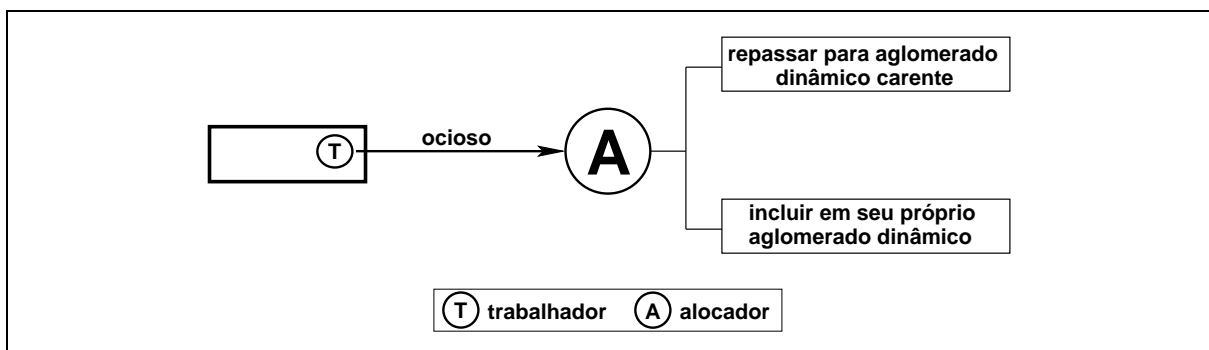 repassar para aglomerado
dinâmico carente
T
ocioso
A
incluir em seu próprio
aglomerado dinâmico
T trabalhador A alocador